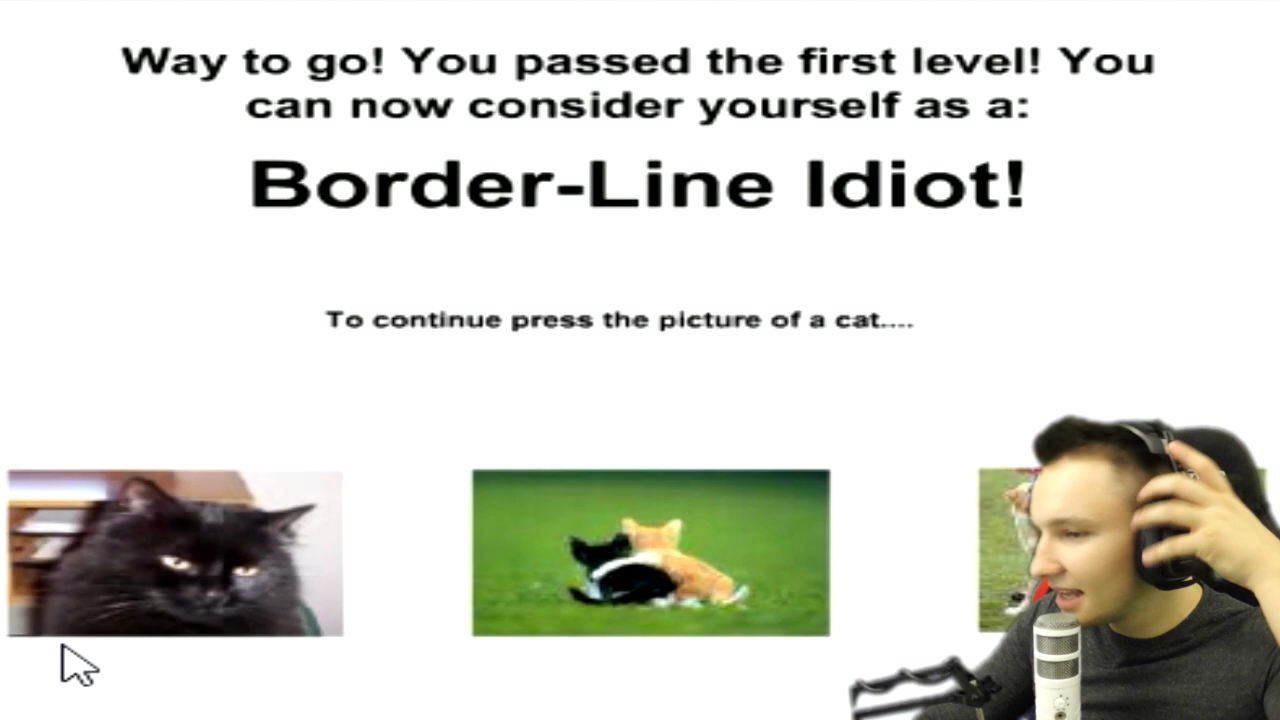 Way to go! You passed the first level! You
can now consider yourself as a:
Border-Line Idiot!
To continue press the picture of a cat....